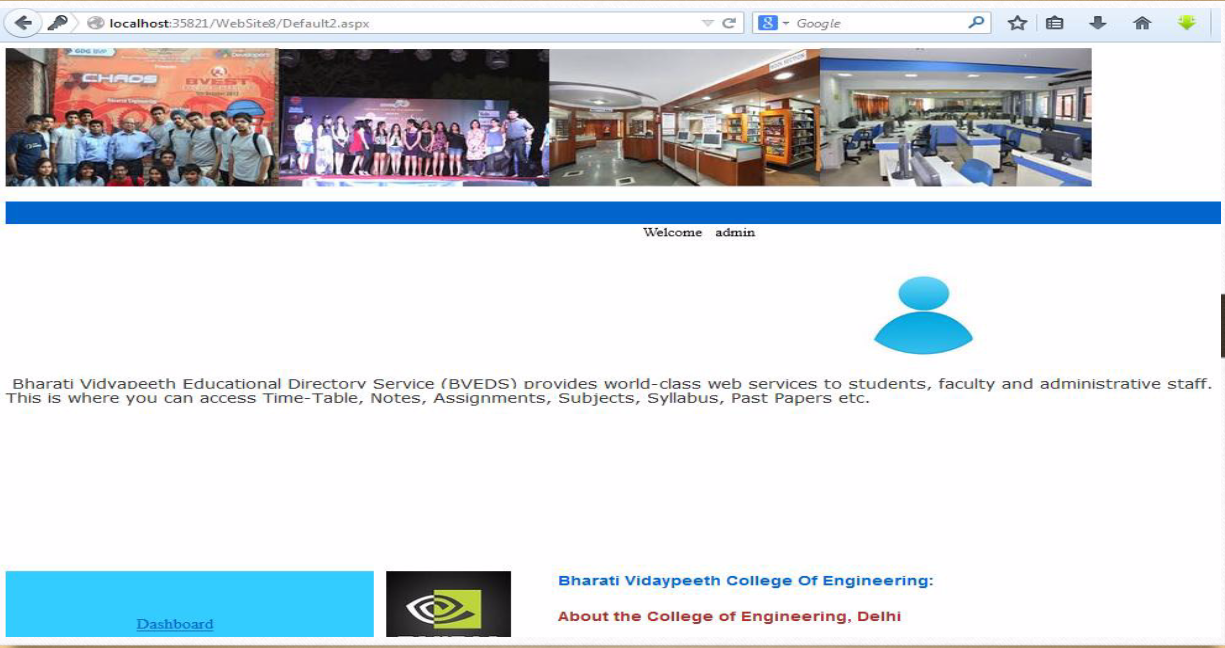 localhost:35821/WebSite8/Default2.aspx
Google
GDG BVP
CHAOS
BVEST
Welcome admin
Bharati Vidyapeeth Educational Directory Service (BVEDS) provides world-class web services to students, faculty and administrative staff.
This is where you can access Time-Table, Notes, Assignments, Subjects, Syllabus, Past Papers etc.
Dashboard
Bharati Vidaypeeth College Of Engineering:
About the College of Engineering, Delhi